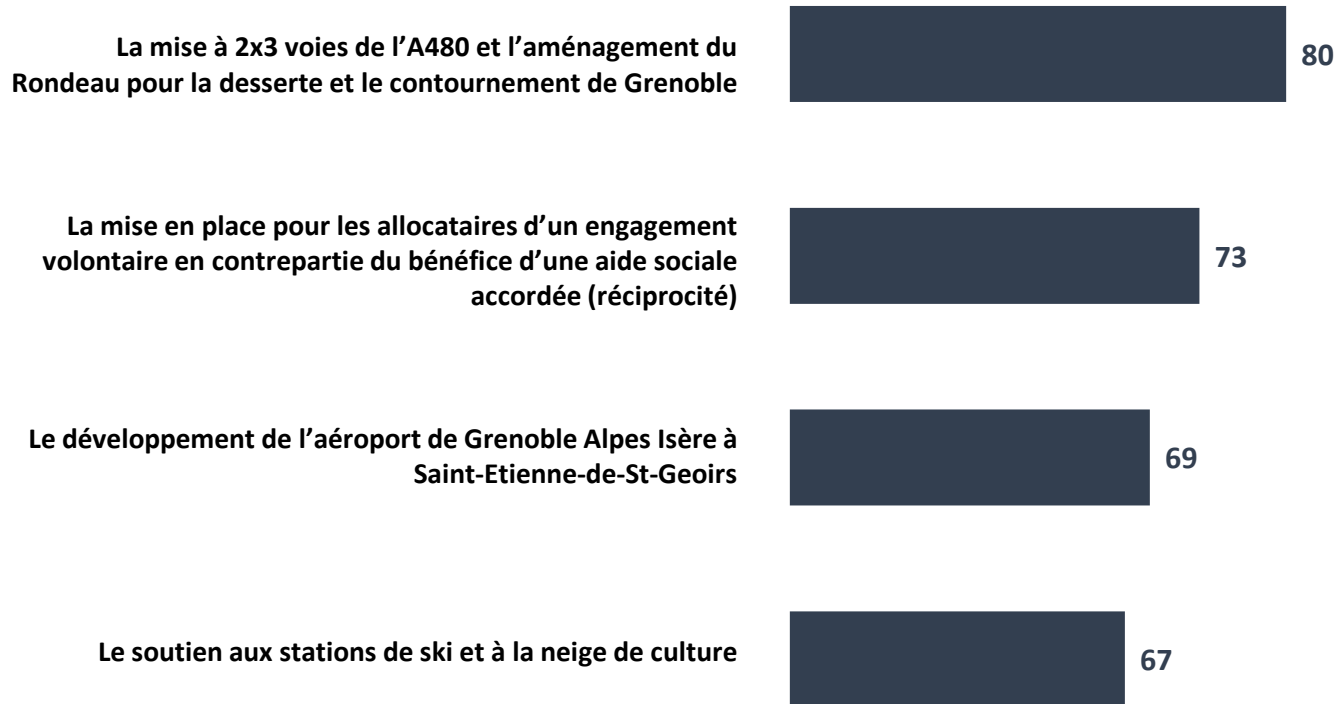 La mise à 2x3 voies de l’A480 et l’aménagement du
Rondeau pour la desserte et le contournement de Grenoble
80
La mise en place pour les allocataires d’un engagement
volontaire en contrepartie du bénéfice d’une aide sociale
accordée (réciprocité)
73
Le développement de l’aéroport de Grenoble Alpes Isère à
Saint-Etienne-de-St-Geoirs
69
Le soutien aux stations de ski et à la neige de culture
67